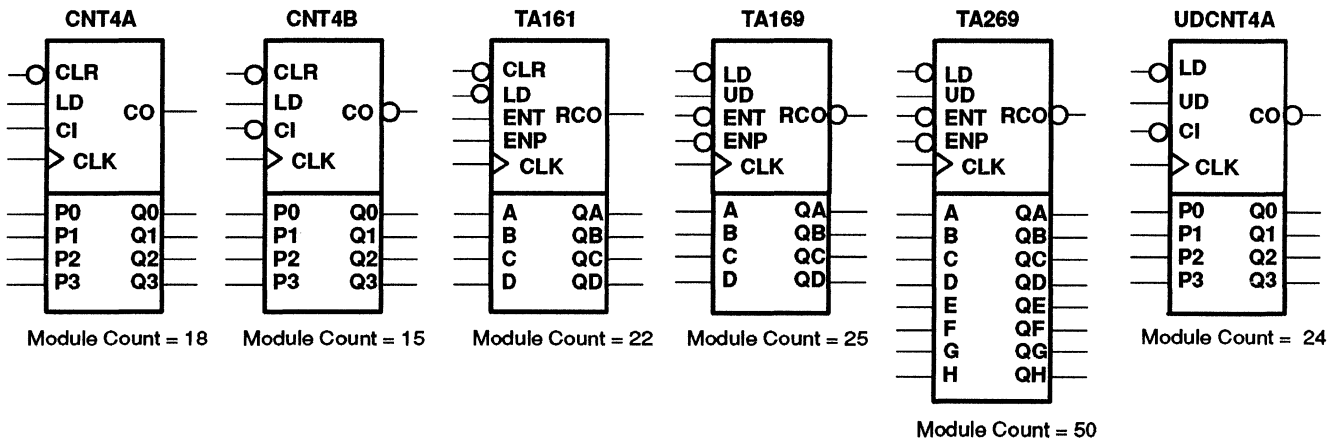 CNT4A
CLR
LD
CI
CLK
CO
P0 Q0
P1 Q1
P2 Q2
P3 Q3
Module Count = 18
CNT4B
CLR
LD
CI
CLK
CO
P0 Q0
P1 Q1
P2 Q2
P3 Q3
Module Count = 15
TA161
CLR
LD
ENT RCO
ENP
CLK
A QA
B QB
C QC
D QD
Module Count = 22
TA169
LD
UD
ENT RCO
ENP
CLK
A QA
B QB
C QC
D QD
Module Count = 25
TA269
LD
UD
ENT RCO
ENP
CLK
A QA
B QB
C QC
D QD
E QE
F QF
G QG
H QH
Module Count = 50
UDCNT4A
LD
UD
CI
CLK
CO
P0 Q0
P1 Q1
P2 Q2
P3 Q3
Module Count = 24